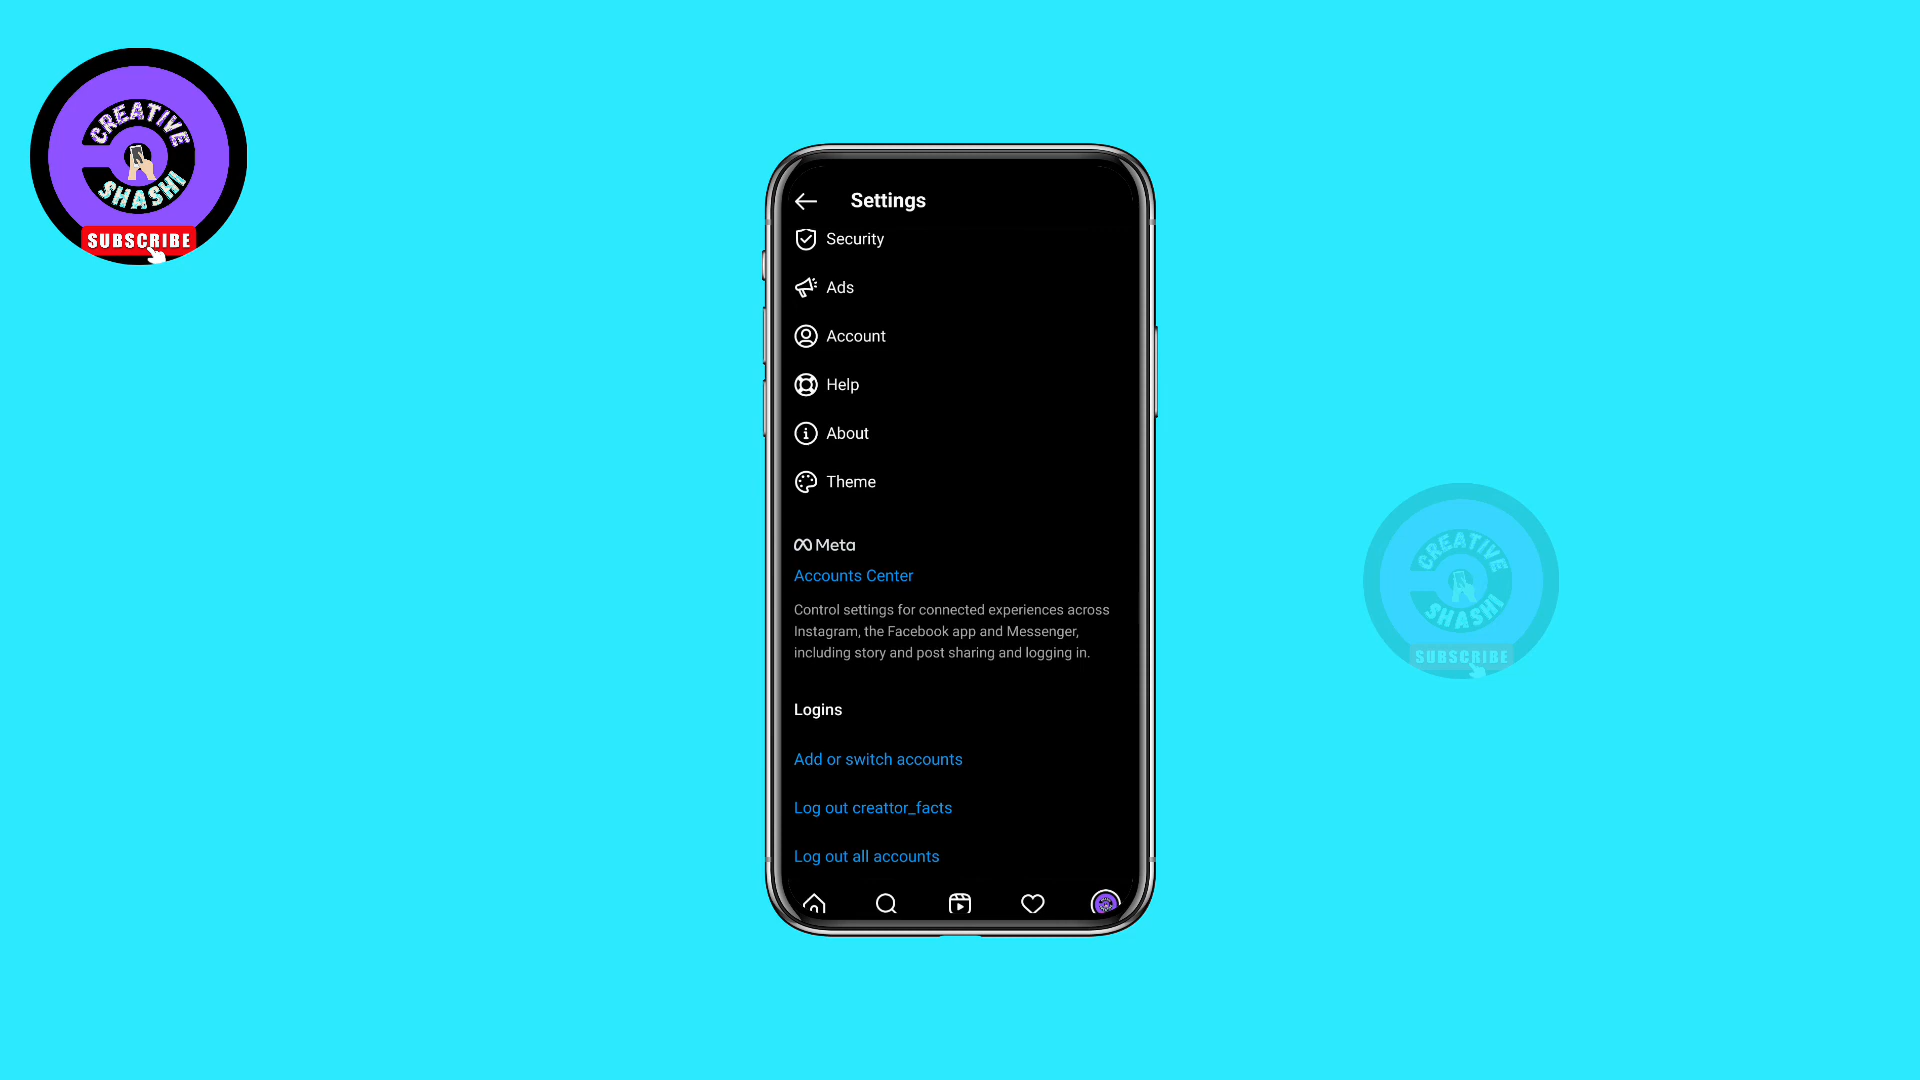 CREATIVE
SHASHI
SUBSCRIBE
Settings
Security
Ads
Account
Help
About
Theme
Meta
Accounts Center
Control settings for connected experiences across
Instagram, the Facebook app and Messenger,
including story and post sharing and logging in.
Logins
Add or switch accounts
Log out creattor_facts
Log out all accounts
CREATIVE
SHASHI
SUBSCRIBE